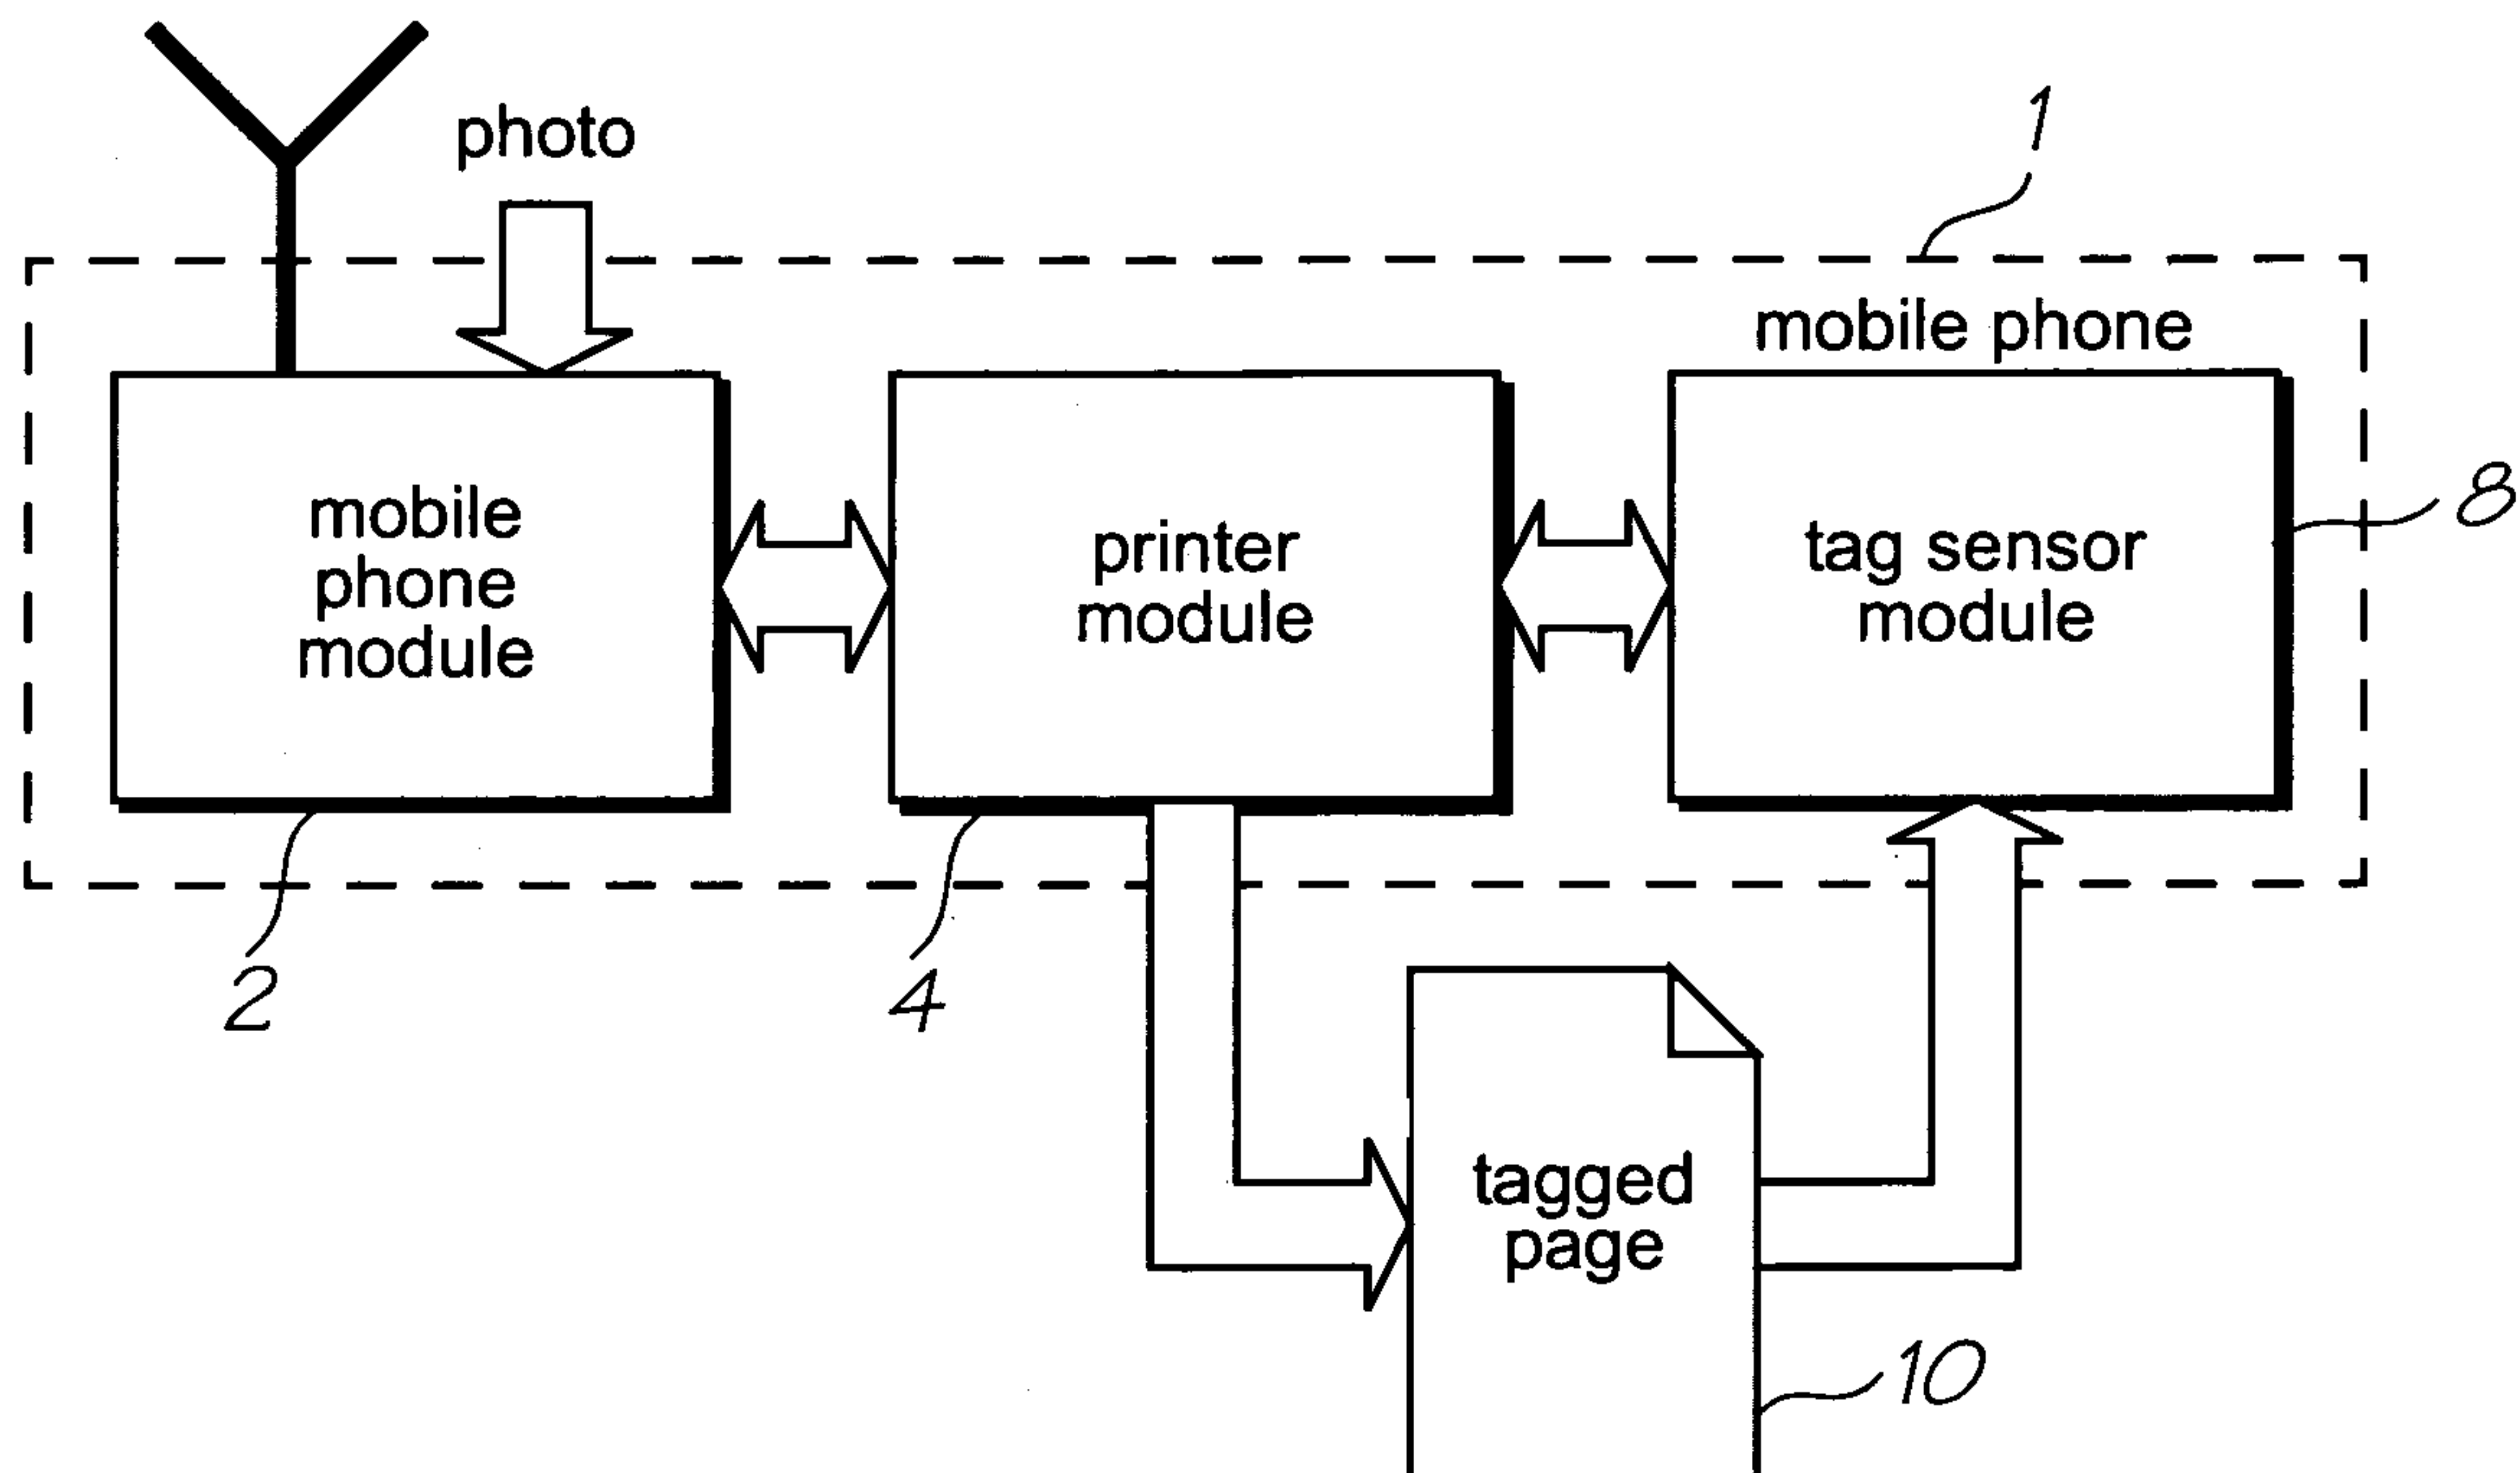 photo
1
mobile phone
mobile
phone
module
printer
module
tag sensor
module
8
2
4
tagged
page
10